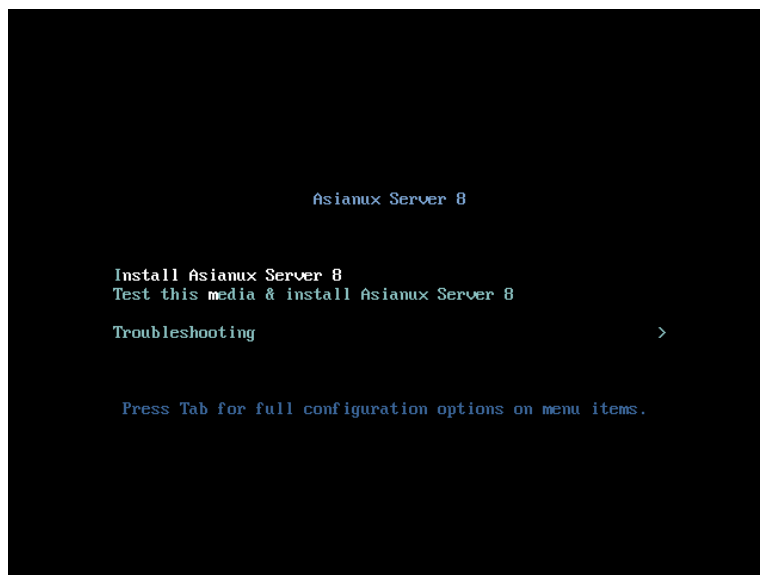 Asianux Server 8
Install Asianux Server 8
Test this media & install Asianux Server 8
Troubleshooting >
Press Tab for full configuration options on menu items.